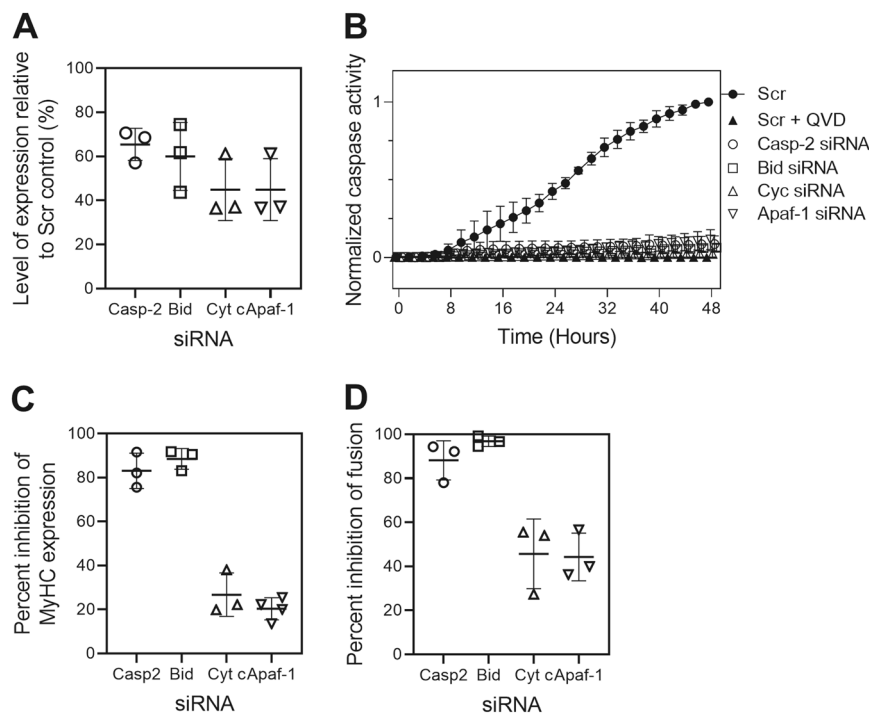 A
Level of expression relative
to Scr control (%)
100
80
60
40
20
0
Casp-2 Bid Cyt cApaf-1
siRNA
B
Normalized caspase activity
1
0
0 8 16 24 32 40 48
Time (Hours)
Scr
Scr + QVD
Casp-2 siRNA
Bid siRNA
Cyc siRNA
Apaf-1 siRNA
C
Percent inhibition of
MyHC expression
100
80
60
40
20
0
Casp2 Bid Cyt cApaf-1
siRNA
D
Percent inhibition of fusion
100
80
60
40
20
0
Casp2 Bid Cyt cApaf-1
siRNA